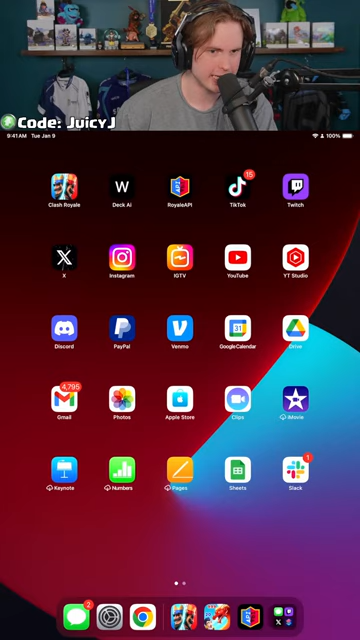 Code: JuicyJ
9:41AM Tue Jan 9
100%
15
Clash Royale Deck Ai RoyaleAPI TikTok Twitch
X Instagram IGTV YouTube YT Studio
31
Discord PayPal Venmo Google Calendar Drive
4,795
Gmail Photos Apple Store Clips iMovie
1
Keynote Numbers Pages Sheets Slack
2